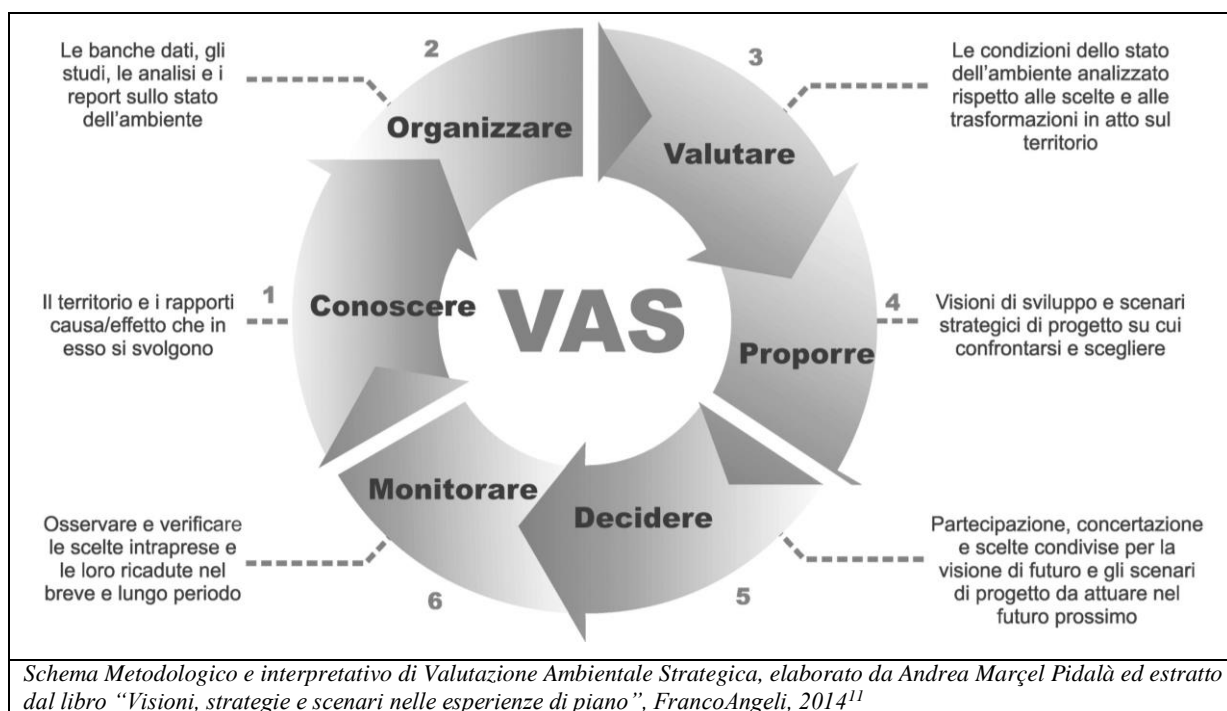 Le banche dati, gli
studi, le analisi e i
report sullo stato
dell’ambiente
2
Organizzare
3
Valutare
Le condizioni dello stato
dell’ambiente analizzato
rispetto alle scelte e alle
trasformazioni in atto sul
territorio
Il territorio e i rapporti
causa/effetto che in
esso si svolgono
1
Conoscere
VAS
4
Proporre
Visioni di sviluppo e scenari
strategici di progetto su cui
confrontarsi e scegliere
Osservare e verificare
le scelte intraprese e
le loro ricadute nel
breve e lungo periodo
6
Monitorare
5
Decidere
Partecipazione, concertazione
e scelte condivise per la
visione di futuro e gli scenari
di progetto da attuare nel
futuro prossimo
Schema Metodologico e interpretativo di Valutazione Ambientale Strategica, elaborato da Andrea Marçel Pidalà ed estratto
dal libro “Visioni, strategie e scenari nelle esperienze di piano”, FrancoAngeli, 2014¹¹